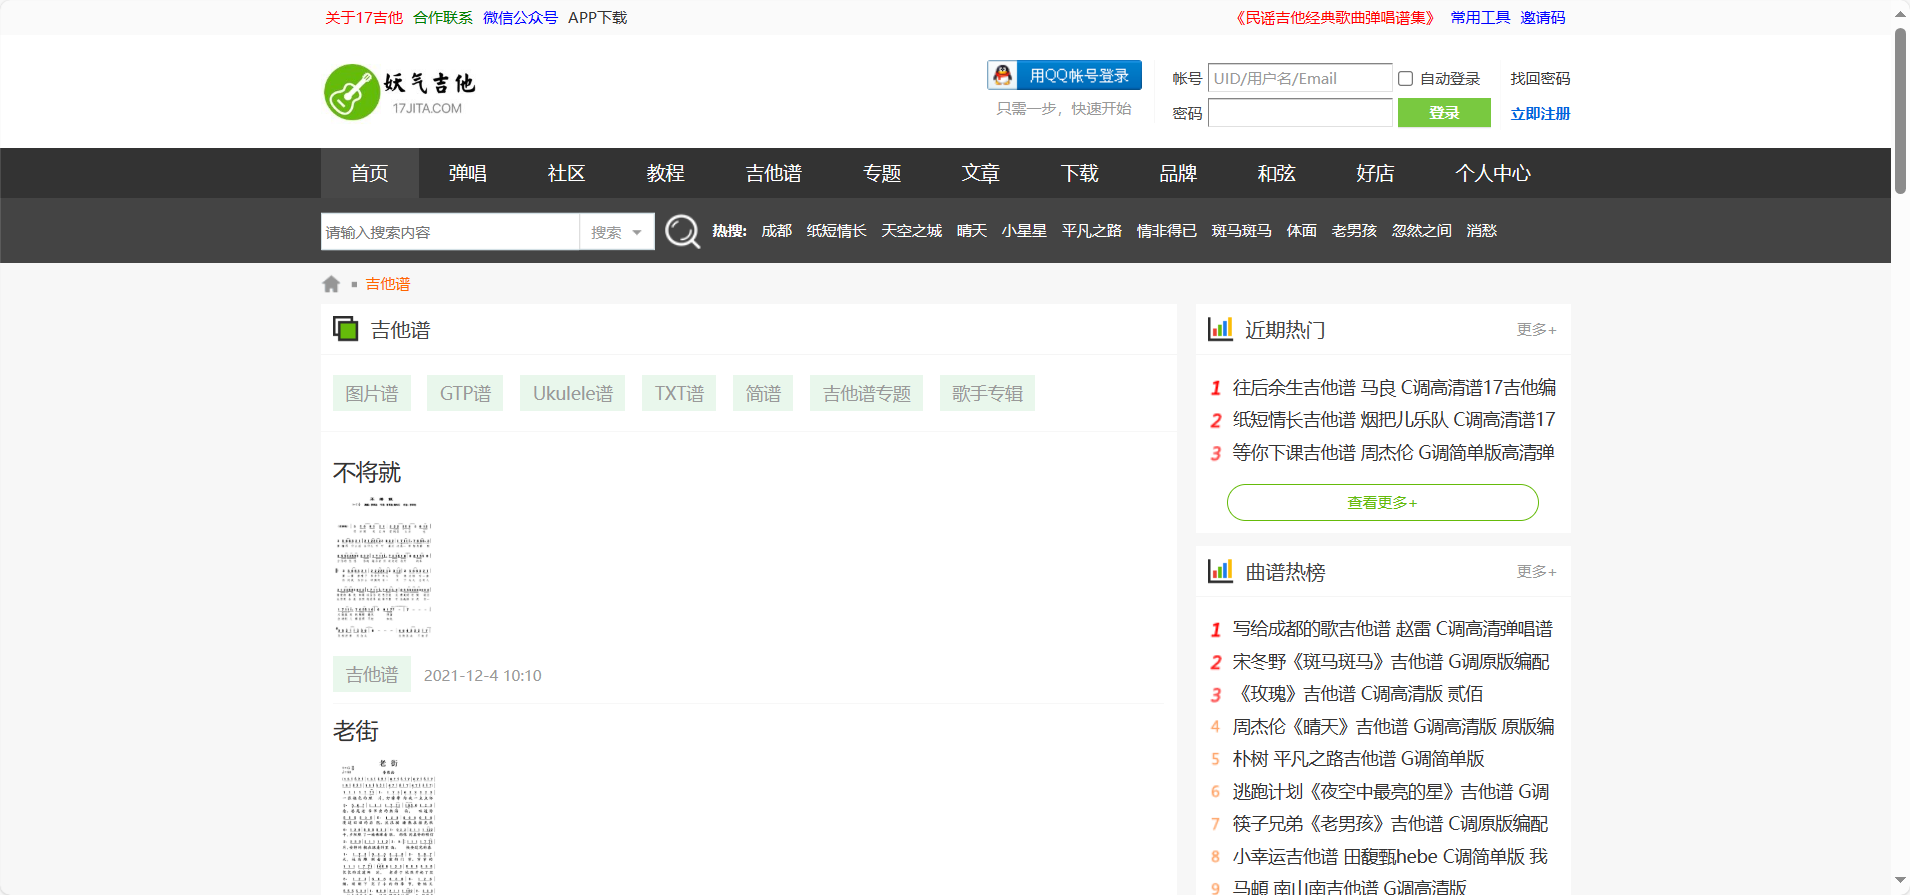 关于17吉他 合作联系 微信公众号 APP下载
《民谣吉他经典歌曲弹唱谱集》 常用工具 邀请码
妖气吉他
17JITA.COM
用QQ帐号登录
只需一步，快速开始
帐号 UID/用户名/Email 自动登录 找回密码
密码 登录 立即注册
首页 弹唱 社区 教程 吉他谱 专题 文章 下载 品牌 和弦 好店 个人中心
请输入搜索内容 搜索 热搜: 成都 纸短情长 天空之城 晴天 小星星 平凡之路 情非得已 斑马斑马 体面 老男孩 忽然之间 消愁
吉他谱
吉他谱
图片谱 GTP谱 Ukulele谱 TXT谱 简谱 吉他谱专题 歌手专辑
不将就
吉他谱 2021-12-4 10:10
老街
老 街
近期热门 更多+
1 往后余生吉他谱 马良 C调高清谱17吉他编
2 纸短情长吉他谱 烟把儿乐队 C调高清谱17
3 等你下课吉他谱 周杰伦 G调简单版高清弹
查看更多+
曲谱热榜 更多+
1 写给成都的歌吉他谱 赵雷 C调高清弹唱谱
2 宋冬野《斑马斑马》吉他谱 G调原版编配
3 《玫瑰》吉他谱 C调高清版 贰佰
4 周杰伦《晴天》吉他谱 G调高清版 原版编
5 朴树 平凡之路吉他谱 G调简单版
6 逃跑计划《夜空中最亮的星》吉他谱 G调
7 筷子兄弟《老男孩》吉他谱 C调原版编配
8 小幸运吉他谱 田馥甄hebe C调简单版 我
9 马頔 南山南吉他谱 G调高清版